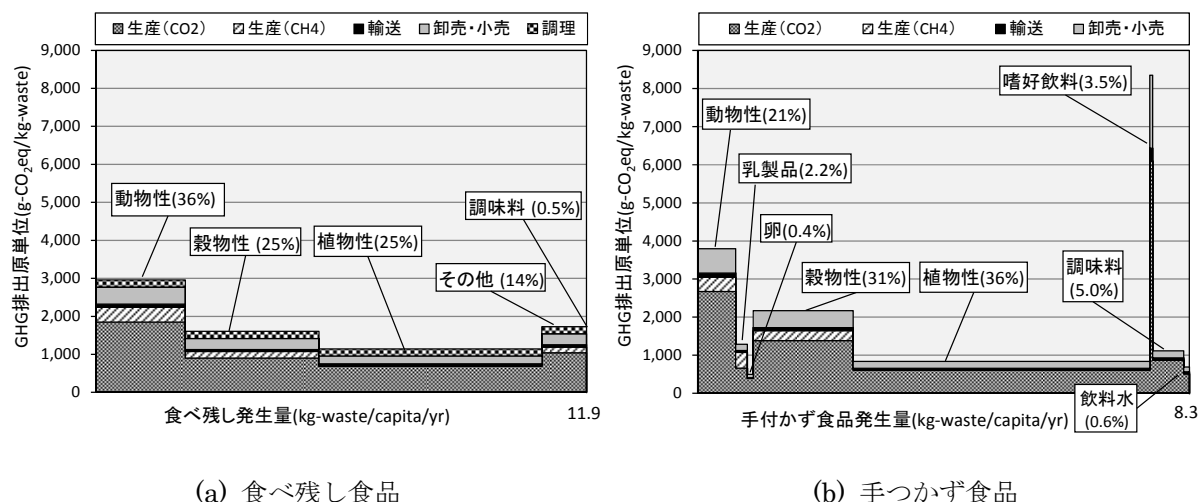 生産(CO2) 生産(CH4) 輸送 卸売・小売 調理
GHG排出原単位(g-CO2eq/kg-waste)
9,000
8,000
7,000
6,000
5,000
4,000
3,000
2,000
1,000
0
動物性(36%)
穀物性 (25%)
植物性(25%)
その他 (14%)
調味料 (0.5%)
食べ残し発生量(kg-waste/capita/yr)
11.9
(a) 食べ残し食品
生産(CO2) 生産(CH4) 輸送 卸売・小売
GHG排出原単位(g-CO2eq/kg-waste)
9,000
8,000
7,000
6,000
5,000
4,000
3,000
2,000
1,000
0
動物性(21%)
乳製品(2.2%)
卵(0.4%)
穀物性(31%)
植物性(36%)
嗜好飲料(3.5%)
調味料
(5.0%)
飲料水
(0.6%)
手付かず食品発生量(kg-waste/capita/yr)
8.3
(b) 手つかず食品